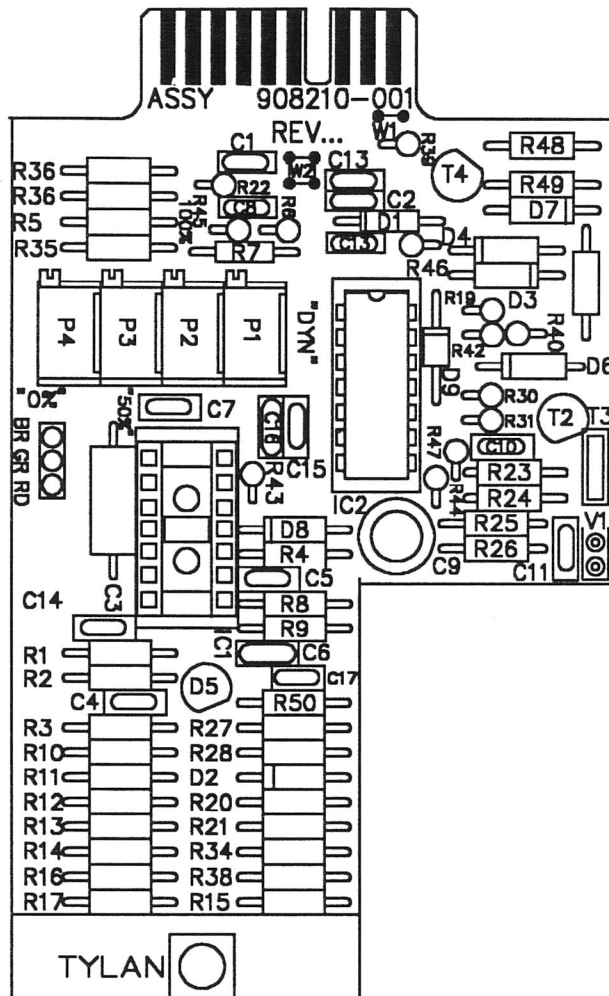 ASSY 908210-001
REV...
W1
C1
R39
R48
W2
C13
T4
R36
R22
R49
R36
C8
C2
D7
R45
100%
R6
D1
R5
R35
R7
C13
D4
R46
D3
R19
P4 P3 P2 P1
"DYN"
R42
R40
D6
D9
"0%"
"50%"
C7
R30
BR GR RD
C16
C15
R31
T2
T3
C10
R47
R43
R44
R23
R24
IC2
D8
R25
V1
R4
R26
C9
C11
C5
C14
C3
R8
R9
IC1
C6
R1
R2
D5
C17
C4
R50
R3
R27
R10
R28
R11
D2
R12
R20
R13
R21
R14
R34
R16
R38
R17
R15
TYLAN